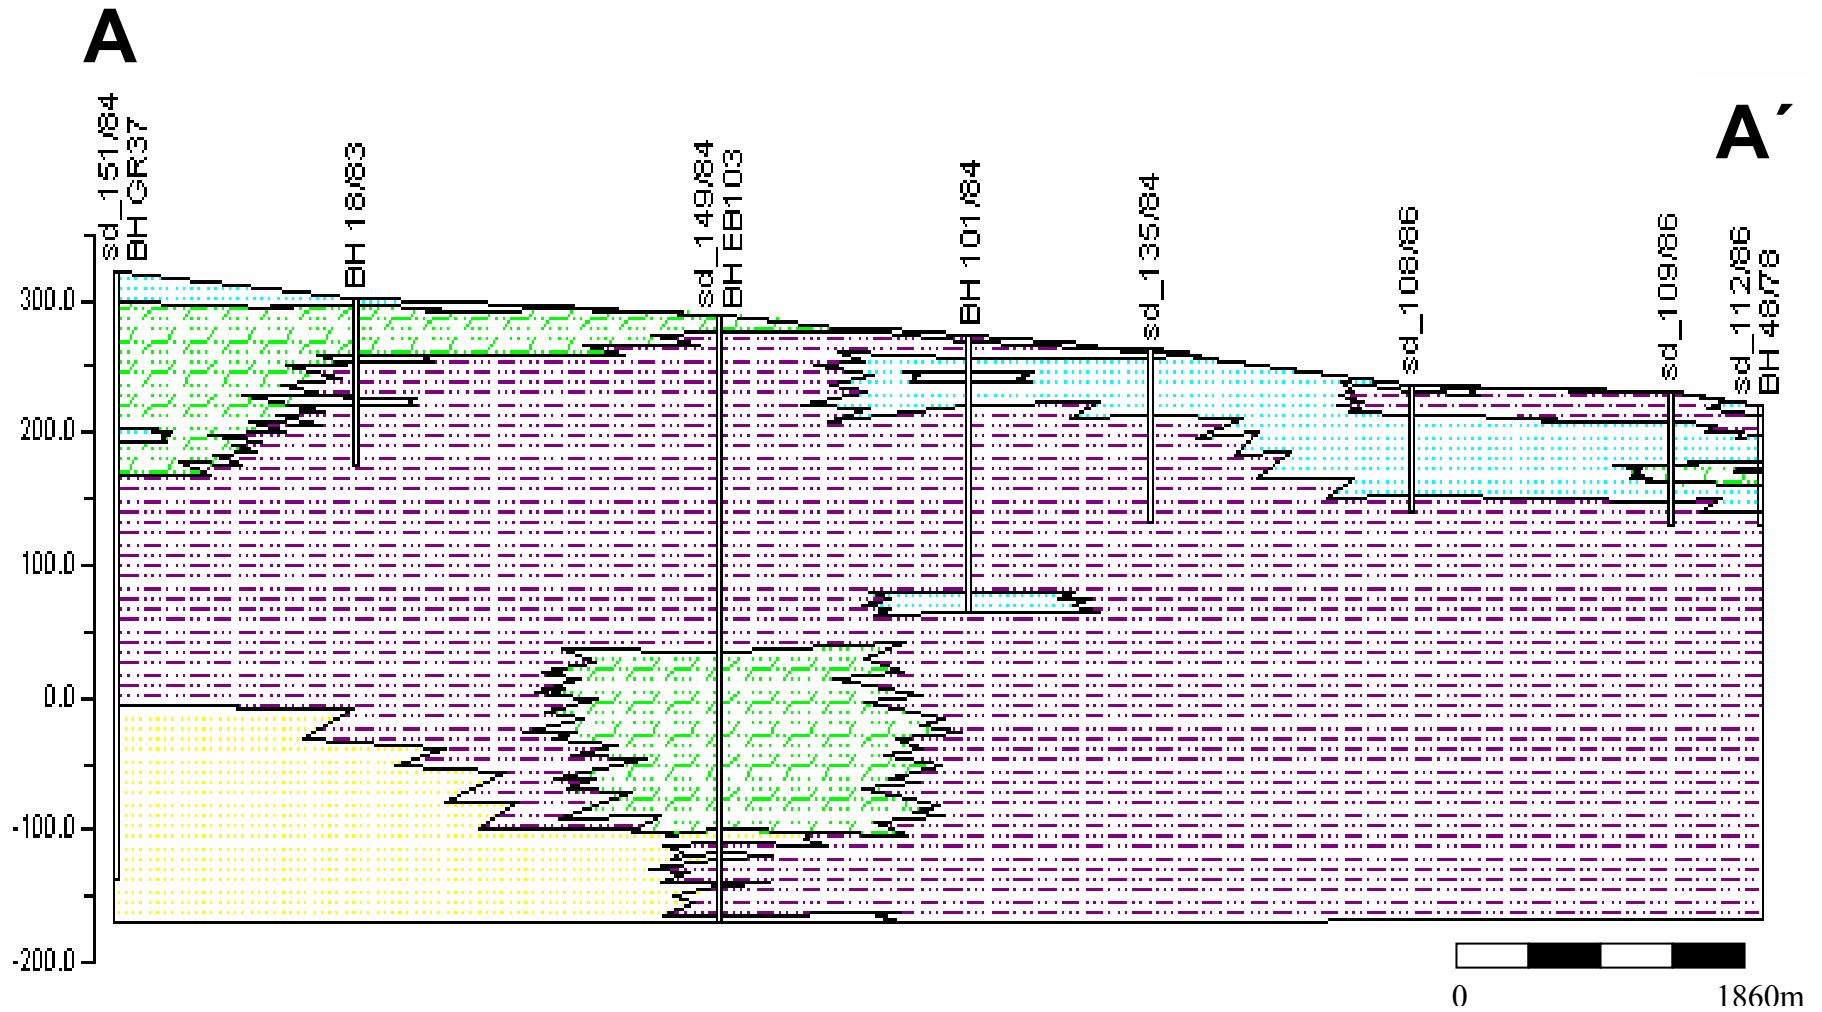 A
A´
sd_151/84
BH GR37
BH 18/83
sd_149/84
BH EB103
BH 101/84
sd_135/84
sd_108/86
sd_109/86
sd_112/86
BH 48/78
300.0
200.0
100.0
0.0
-100.0
-200.0
0 1860m